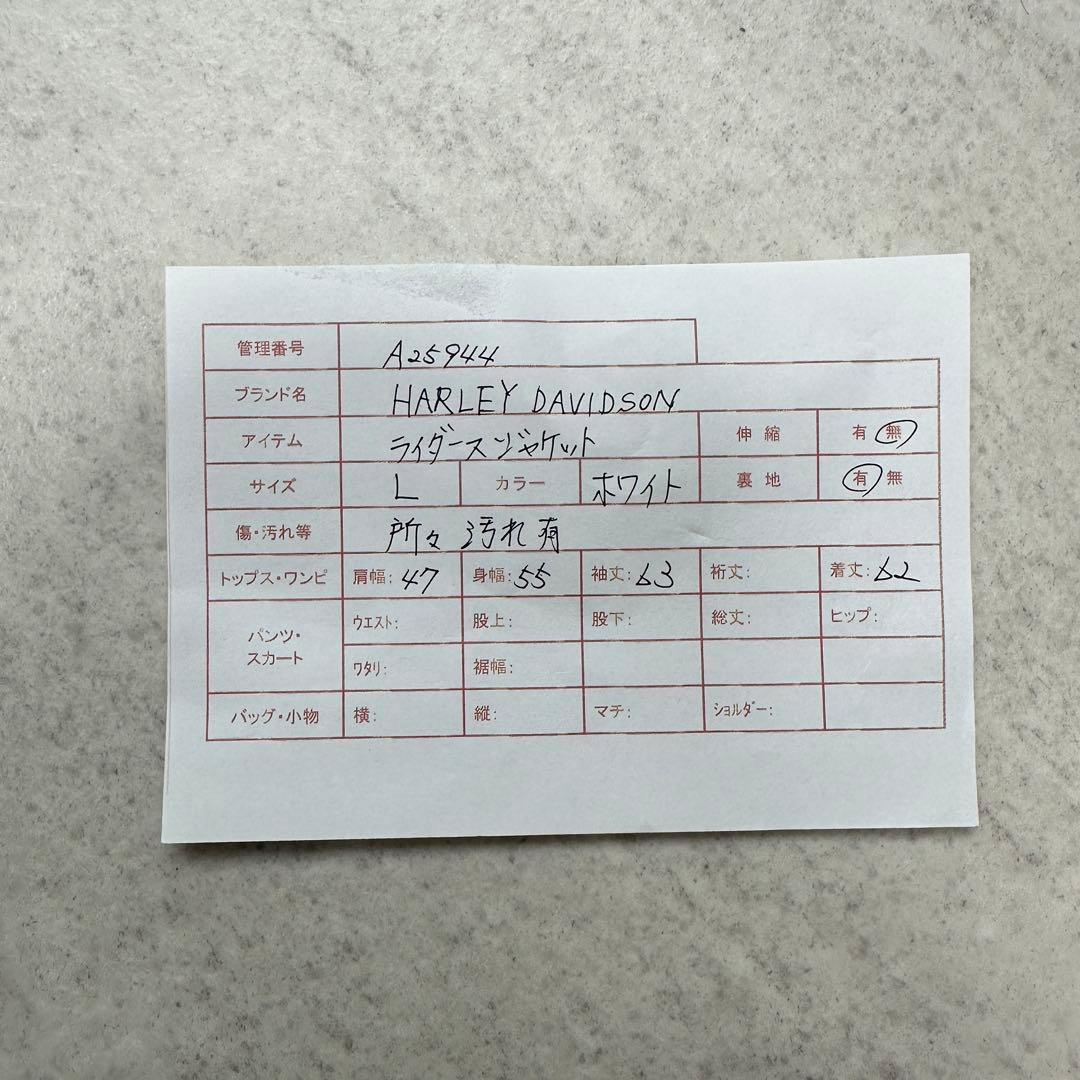 管理番号 A25944
ブランド名 HARLEY DAVIDSON
アイテム ライダースジャケット 伸縮 有 無
サイズ L カラー ホワイト 裏地 有 無
傷・汚れ等 所々汚れ有
トップス・ワンピ 肩幅: 47 身幅: 55 袖丈: 63 裄丈: 着丈: 62
パンツ・スカート ウエスト: 股上: 股下: 総丈: ヒップ:
ワタリ: 裾幅:
バッグ・小物 横: 縦: マチ: ショルダー: